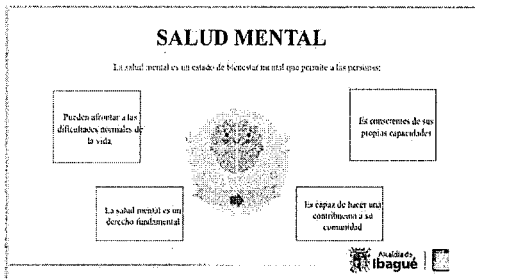 SALUD MENTAL
La salud mental es un estado de bienestar mental que permite a las personas:
Pueden afrontar a las
dificultades normales de
la vida
Es conscientes de sus
propias capacidades
La salud mental es un
derecho fundamental
Es capaz de hacer una
contribución a su
comunidad
Alcaldía de
Ibagué